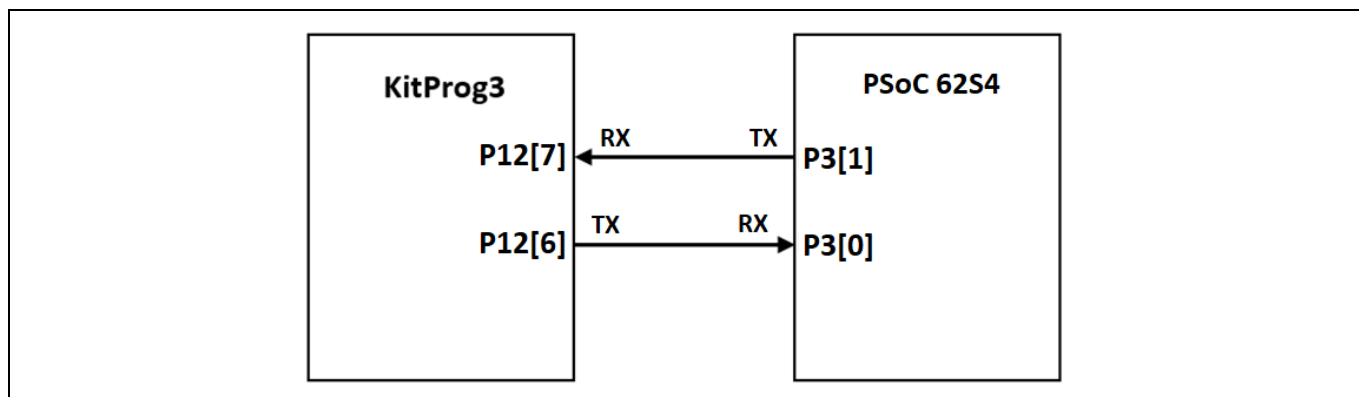 KitProg3
PSoC 62S4
P12[7] RX TX P3[1]
P12[6] TX RX P3[0]